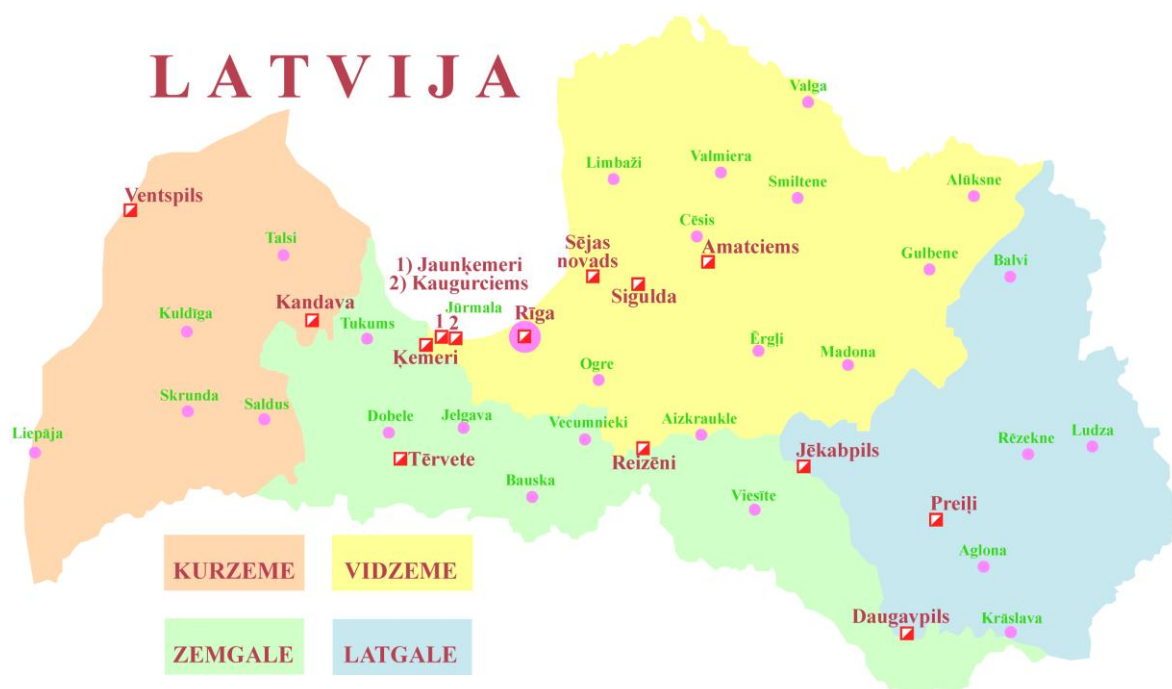 LATVIJA
Valga
Limbaži
Valmiera
Smiltene
Alūksne
Ventspils
Talsi
Cēsis
Amatciems
Sējas
novads
Sigulda
Gulbene
Balvi
1) Jaunķemeri
2) Kaugurciems
Jūrmala
Kandava
Rīga
1
2
Kuldīga
Tukums
Ķemeri
Ērgļi
Madona
Ogre
Skrunda
Saldus
Liepāja
Dobele
Jelgava
Vecumnieki
Aizkraukle
Rēzekne
Ludza
Tērvete
Reizēni
Jēkabpils
Bauska
Viesīte
Preiļi
Aglona
KURZEME
VIDZEME
Daugavpils
Krāslava
ZEMGALE
LATGALE